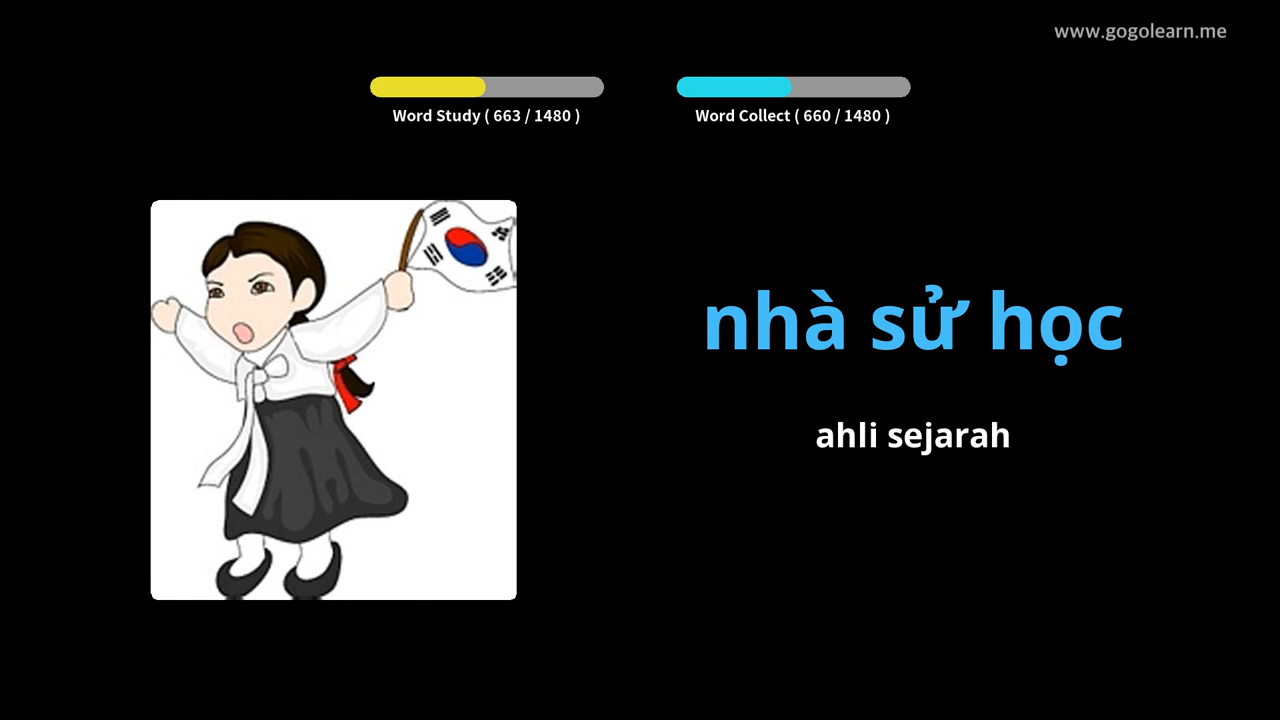 www.gogolearn.me
Word Study ( 663 / 1480 )
Word Collect ( 660 / 1480 )
nhà sử học
ahli sejarah